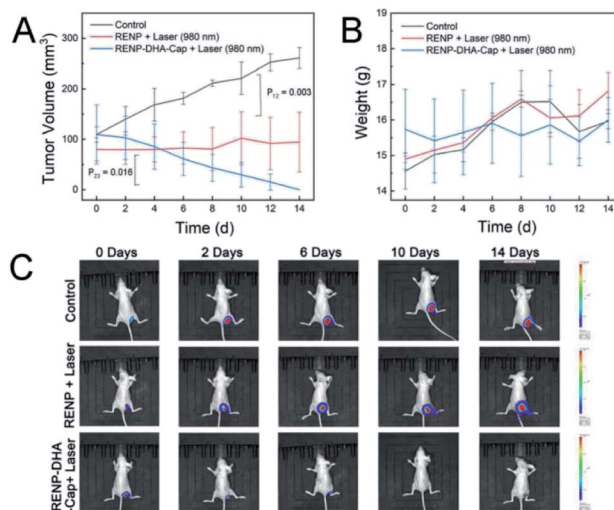 A
Control
RENP + Laser (980 nm)
RENP-DHA-Cap + Laser (980 nm)
Tumor Volume (mm³)
300
200
100
0
P₁₂ = 0.003
P₂₃ = 0.016
0 2 4 6 8 10 12 14
Time (d)
B
Control
RENP + Laser (980 nm)
RENP-DHA-Cap + Laser (980 nm)
Weight (g)
18
17
16
15
14
0 2 4 6 8 10 12 14
Time (d)
C
0 Days 2 Days 6 Days 10 Days 14 Days
Control
RENP + Laser
RENP-DHA
-Cap+ Laser